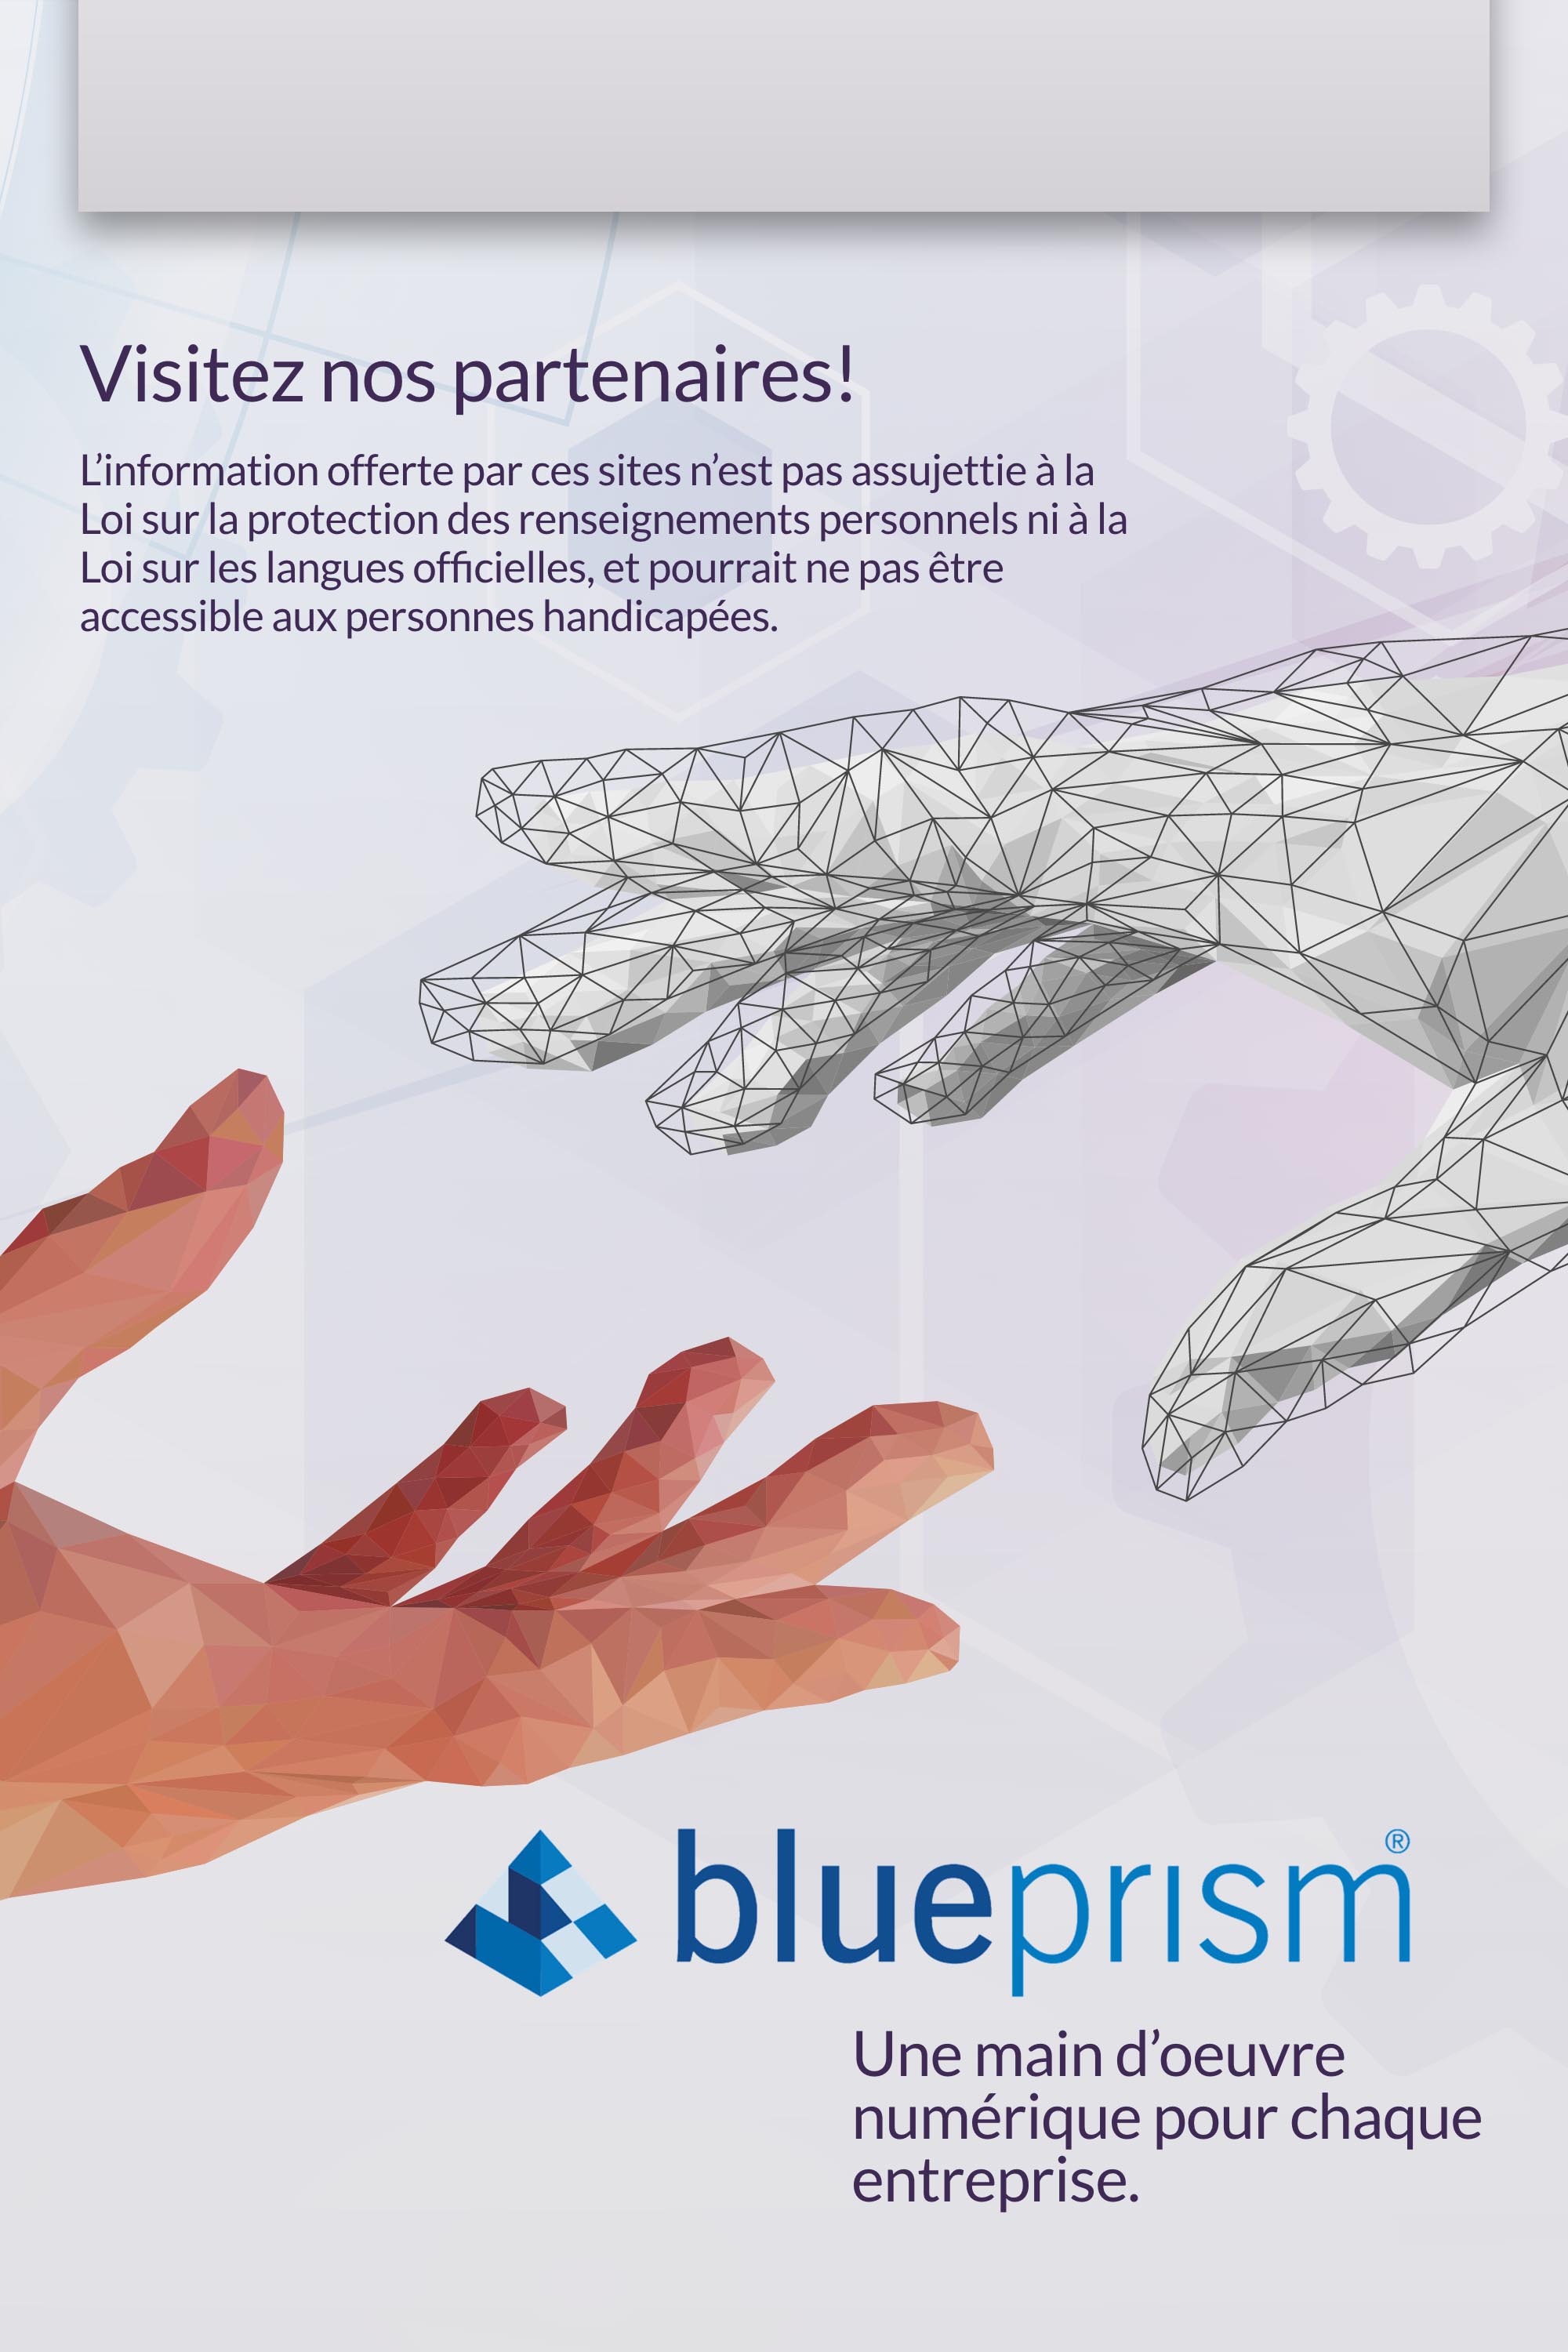 Visitez nos partenaires!
L’information offerte par ces sites n’est pas assujettie à la
Loi sur la protection des renseignements personnels ni à la
Loi sur les langues officielles, et pourrait ne pas être
accessible aux personnes handicapées.
blueprism®
Une main d’oeuvre
numérique pour chaque
entreprise.